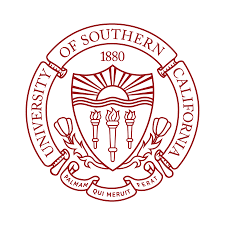 UNIVERSITY OF SOUTHERN CALIFORNIA
1880
PALMAM QUI MERUIT FERAT